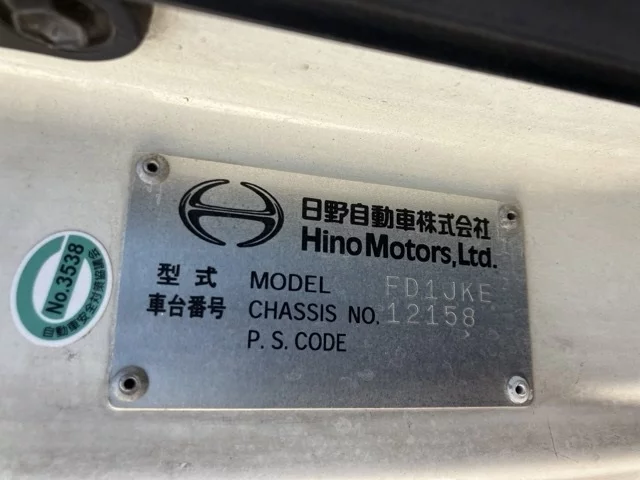 日野自動車株式会社
Hino Motors, Ltd.
型式 MODEL FD1JKE
車台番号 CHASSIS NO. 12158
P. S. CODE
No.3538